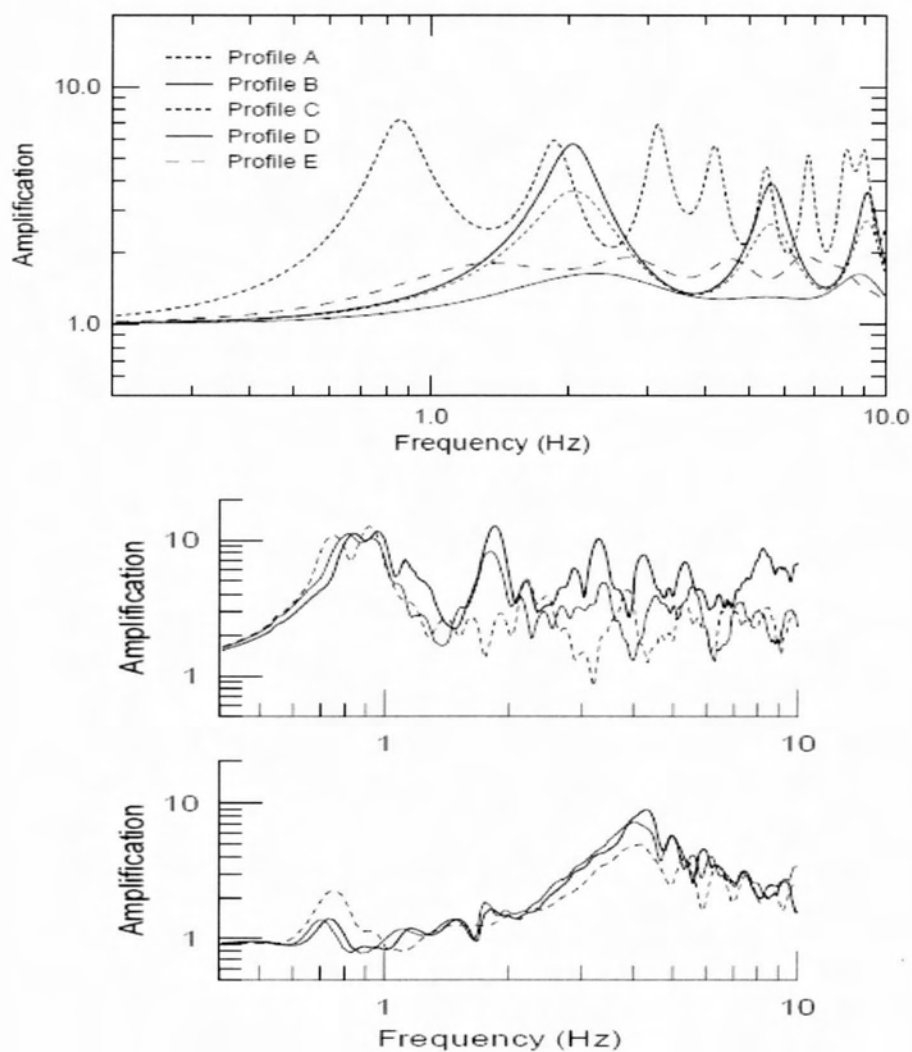 Profile A
Profile B
Profile C
Profile D
Profile E
10.0
1.0
Amplification
1.0
10.0
Frequency (Hz)
10
1
Amplification
1
10
10
1
Amplification
1
10
Frequency (Hz)